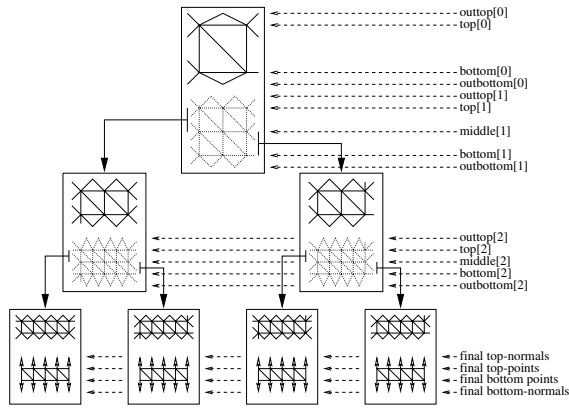 outtop[0]
top[0]
bottom[0]
outbottom[0]
outtop[1]
top[1]
middle[1]
bottom[1]
outbottom[1]
outtop[2]
top[2]
middle[2]
bottom[2]
outbottom[2]
final top-normals
final top-points
final bottom points
final bottom-normals